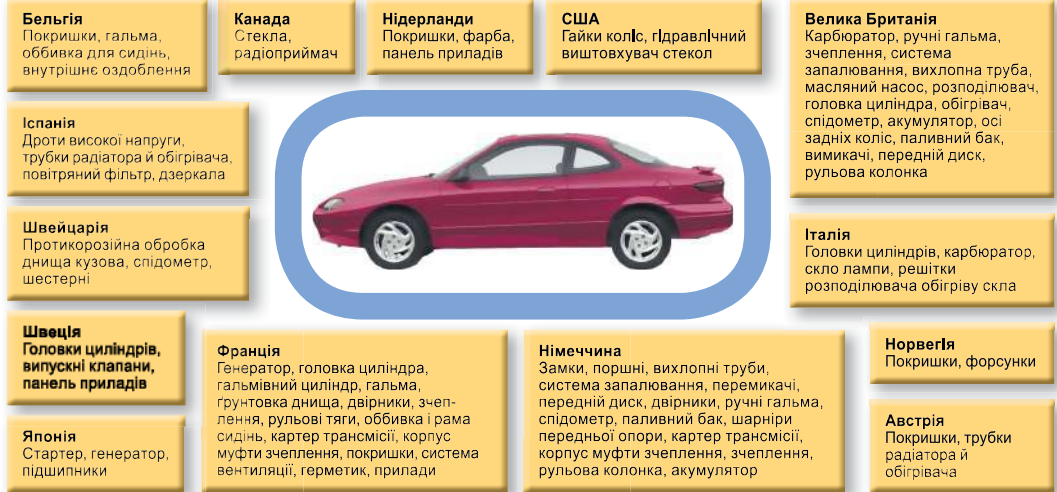 Бельгія
Покришки, гальма,
оббивка для сидінь,
внутрішнє оздоблення
Канада
Стекла,
радіоприймач
Нідерланди
Покришки, фарба,
панель приладів
США
Гайки коліс, гідравлічний
виштовхувач стекол
Велика Британія
Карбюратор, ручні гальма,
зчеплення, система
запалювання, вихлопна труба,
масляний насос, розподілювач,
головка циліндра, обігрівач,
спідометр, акумулятор, осі
задніх коліс, паливний бак,
вимикачі, передній диск,
рульова колонка
Іспанія
Дроти високої напруги,
трубки радіатора й обігрівача,
повітряний фільтр, дзеркала
Швейцарія
Протикорозійна обробка
днища кузова, спідометр,
шестерні
Італія
Головки циліндрів, карбюратор,
скло лампи, решітки
розподілювача обігріву скла
Швеція
Головки циліндрів,
випускні клапани,
панель приладів
Франція
Генератор, головка циліндра,
гальмівний циліндр, гальма,
ґрунтовка днища, двірники, зчеп-
лення, рульові тяги, оббивка і рама
сидінь, картер трансмісії, корпус
муфти зчеплення, покришки, система
вентиляції, герметик, прилади
Німеччина
Замки, поршні, вихлопні труби,
система запалювання, перемикачі,
передній диск, двірники, ручні гальма,
спідометр, паливний бак, шарніри
передньої опори, картер трансмісії,
корпус муфти зчеплення, зчеплення,
рульова колонка, акумулятор
Норвегія
Покришки, форсунки
Японія
Стартер, генератор,
підшипники
Австрія
Покришки, трубки
радіатора й
обігрівача